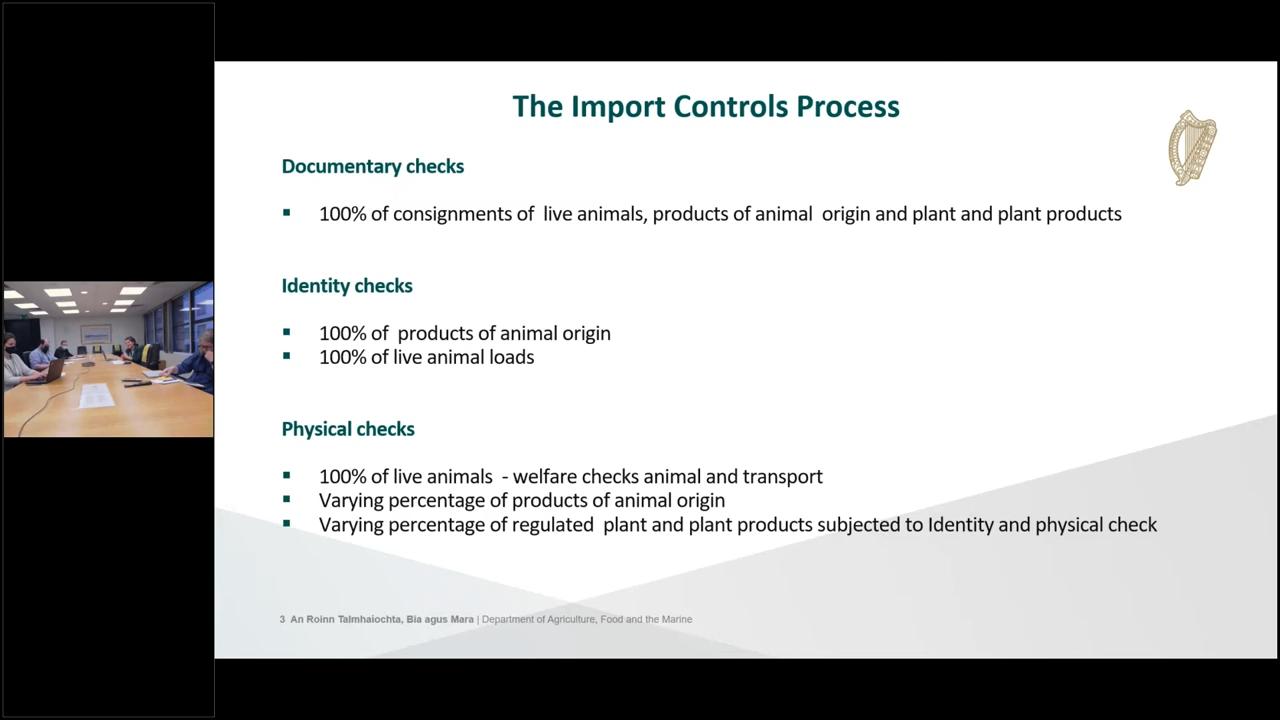 The Import Controls Process
Documentary checks
100% of consignments of live animals, products of animal origin and plant and plant products
Identity checks
100% of products of animal origin
100% of live animal loads
Physical checks
100% of live animals - welfare checks animal and transport
Varying percentage of products of animal origin
Varying percentage of regulated plant and plant products subjected to Identity and physical check
3 An Roinn Talmhaíochta, Bia agus Mara | Department of Agriculture, Food and the Marine